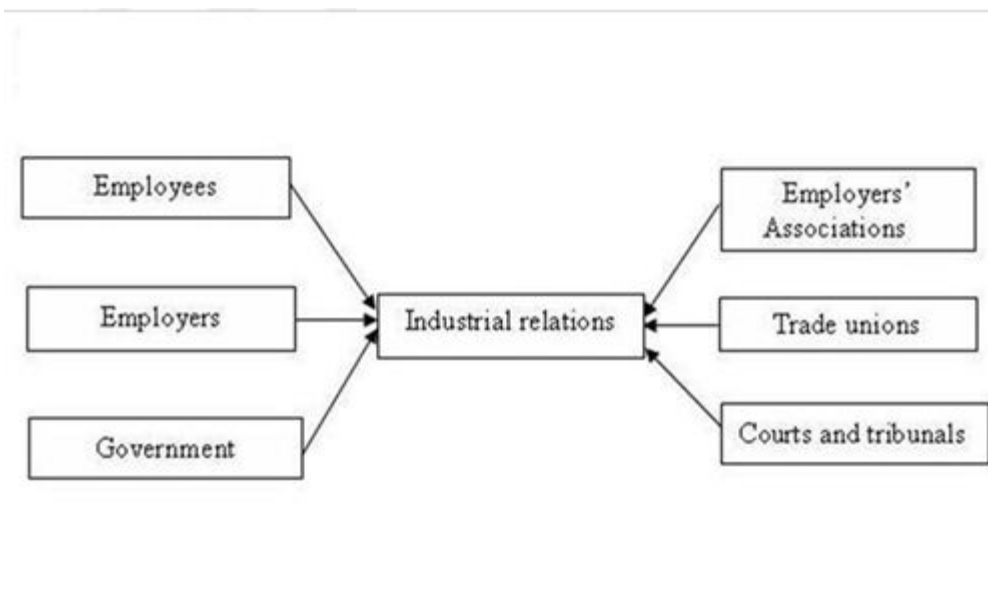 Employees
Employers
Government
Industrial relations
Employers’
Associations
Trade unions
Courts and tribunals